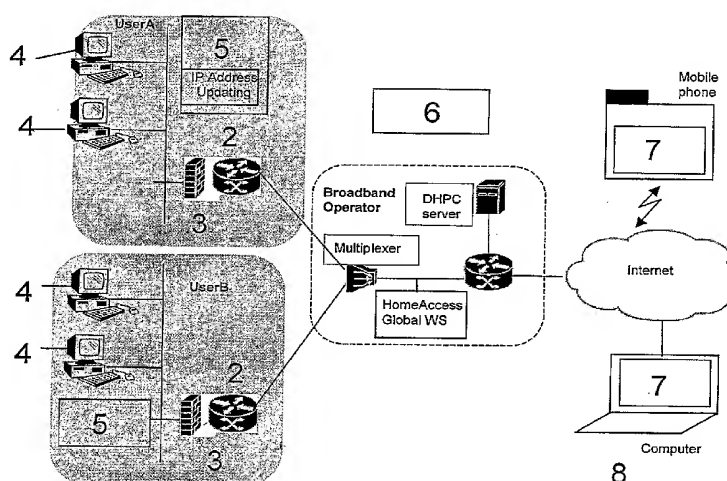 UserA
4
5
IP Address
Updating
4
2
3
6
Mobile
phone
7
Broadband
Operator
DHPC
server
Multiplexer
Internet
HomeAccess
Global WS
4
UserB
4
2
5
3
7
Computer
8